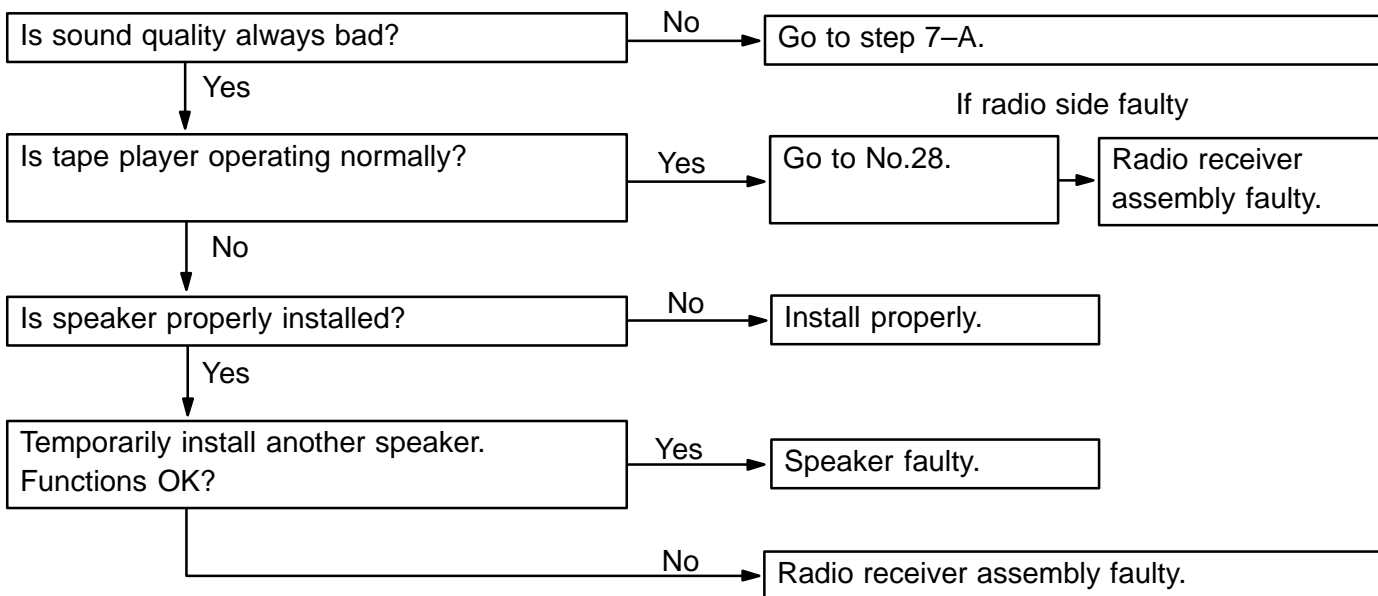 Is sound quality always bad?
No
Go to step 7–A.
Yes
If radio side faulty
Is tape player operating normally?
Yes
Go to No.28.
Radio receiver
assembly faulty.
No
Is speaker properly installed?
No
Install properly.
Yes
Temporarily install another speaker.
Functions OK?
Yes
Speaker faulty.
No
Radio receiver assembly faulty.